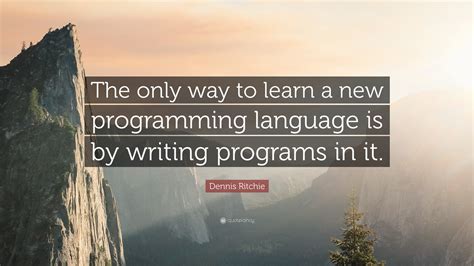 The only way to learn a new
programming language is
by writing programs in it.
Dennis Ritchie
quotefancy